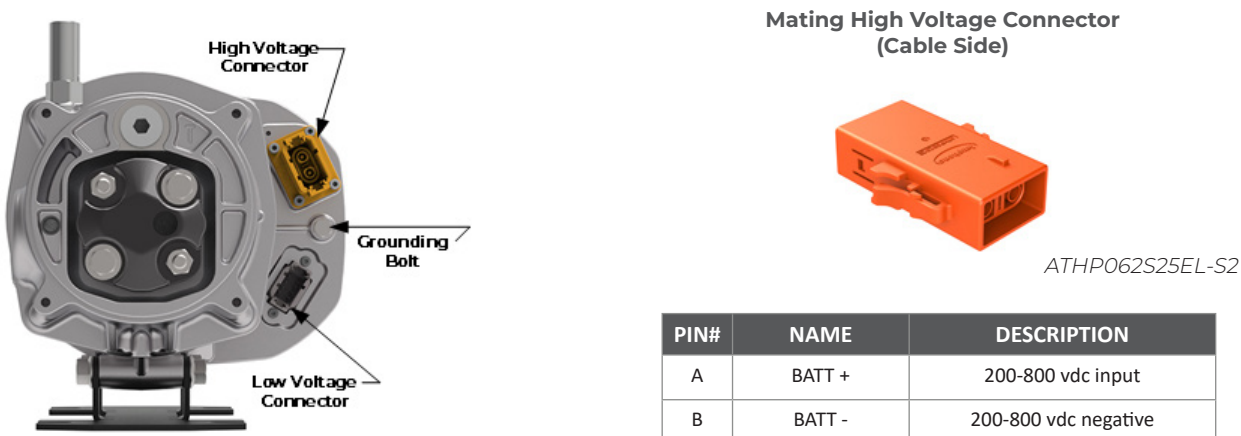 High Voltage
Connector
Grounding
Bolt
Low Voltage
Connector
Mating High Voltage Connector
(Cable Side)
ATHP062S25EL-S2
PIN# NAME DESCRIPTION
A BATT + 200-800 vdc input
B BATT - 200-800 vdc negative